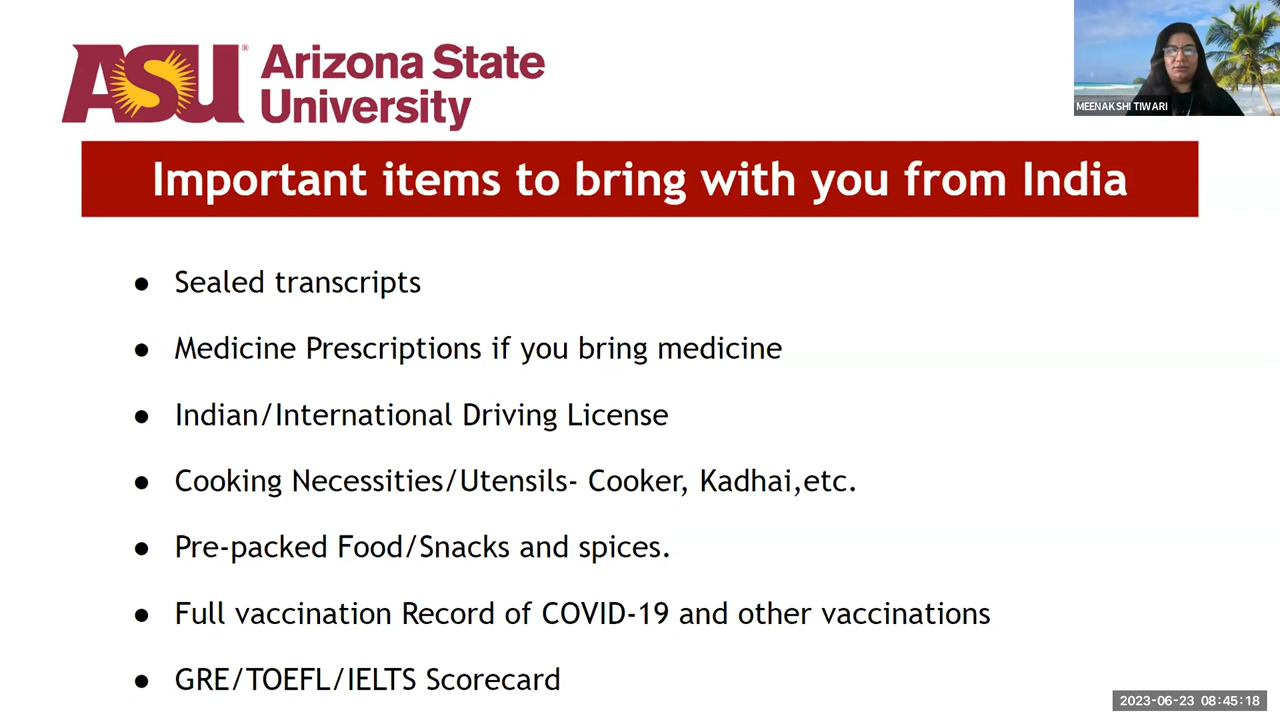 ASU® Arizona State
University
MEENAKSHI TIWARI
Important items to bring with you from India
● Sealed transcripts
● Medicine Prescriptions if you bring medicine
● Indian/International Driving License
● Cooking Necessities/Utensils- Cooker, Kadhai,etc.
● Pre-packed Food/Snacks and spices.
● Full vaccination Record of COVID-19 and other vaccinations
● GRE/TOEFL/IELTS Scorecard
2023-06-23 08:45:18